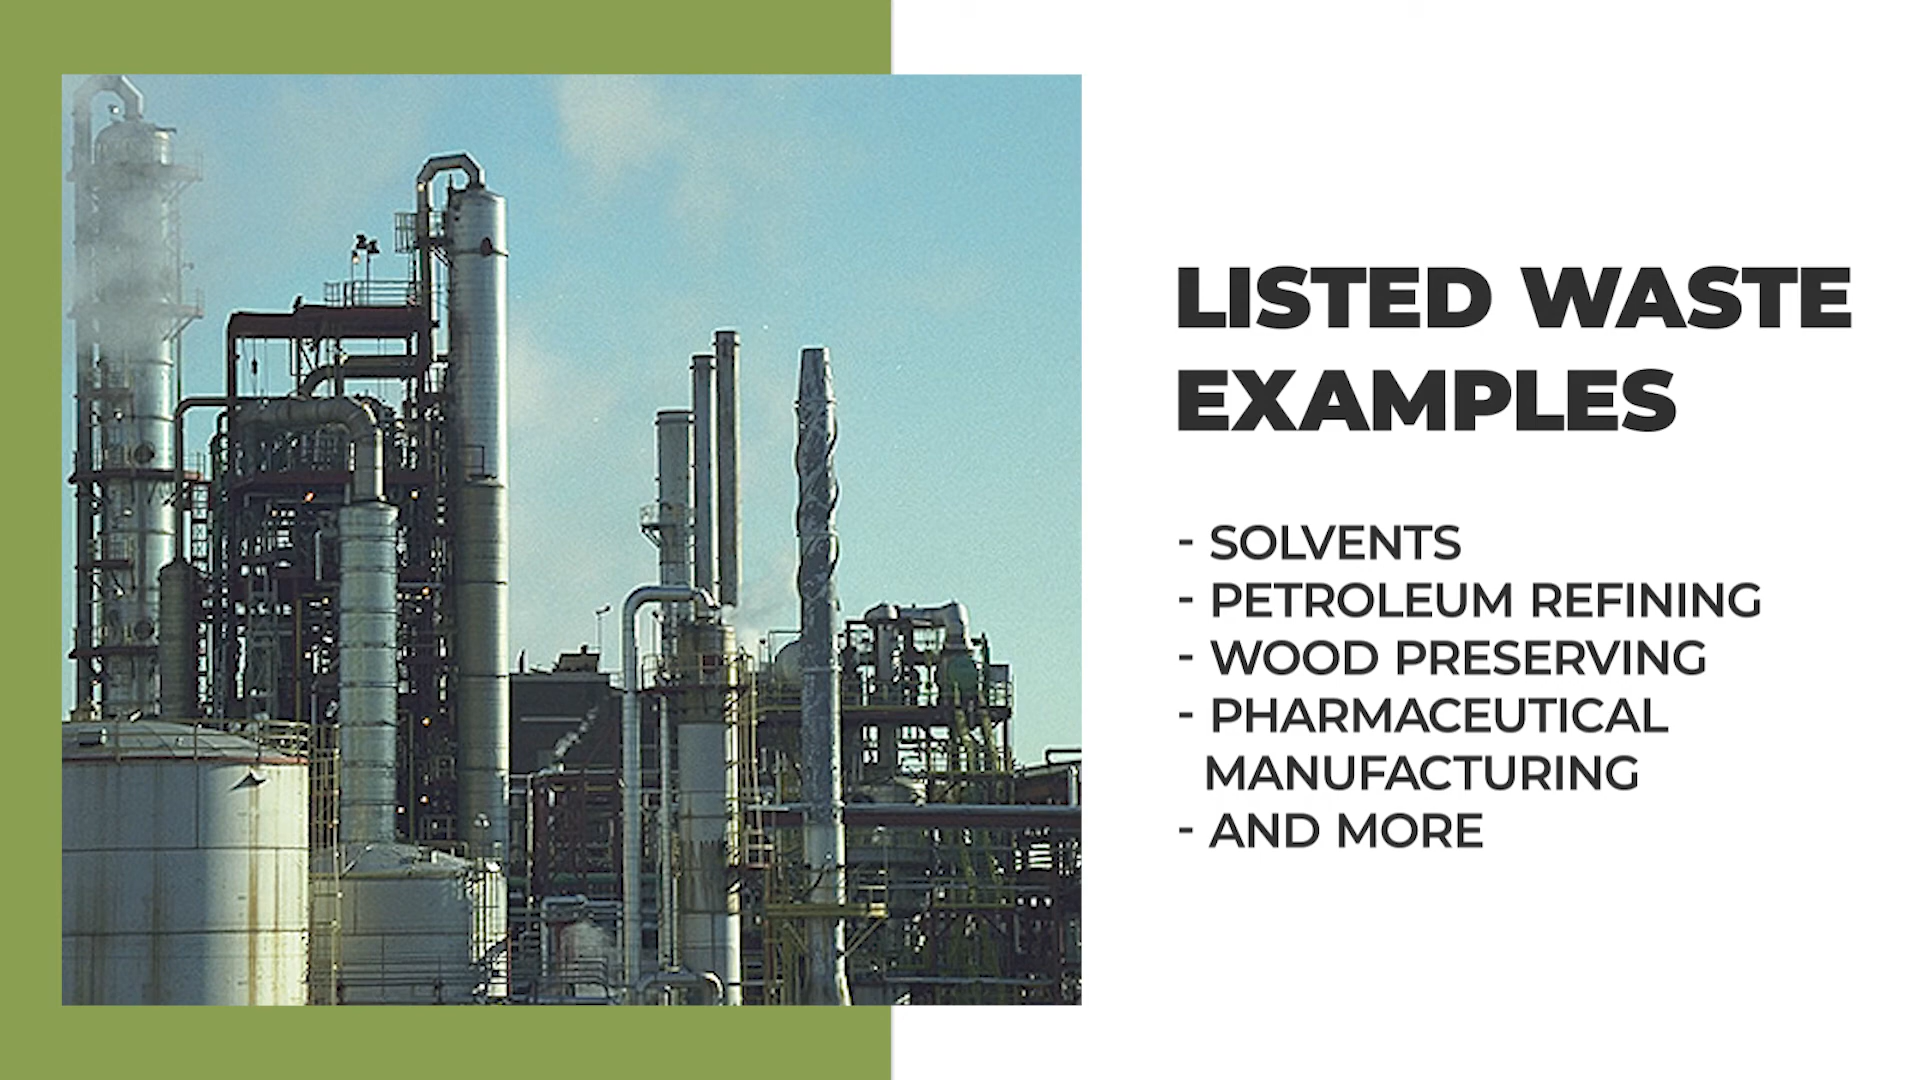 LISTED WASTE
EXAMPLES
- SOLVENTS
- PETROLEUM REFINING
- WOOD PRESERVING
- PHARMACEUTICAL
MANUFACTURING
- AND MORE